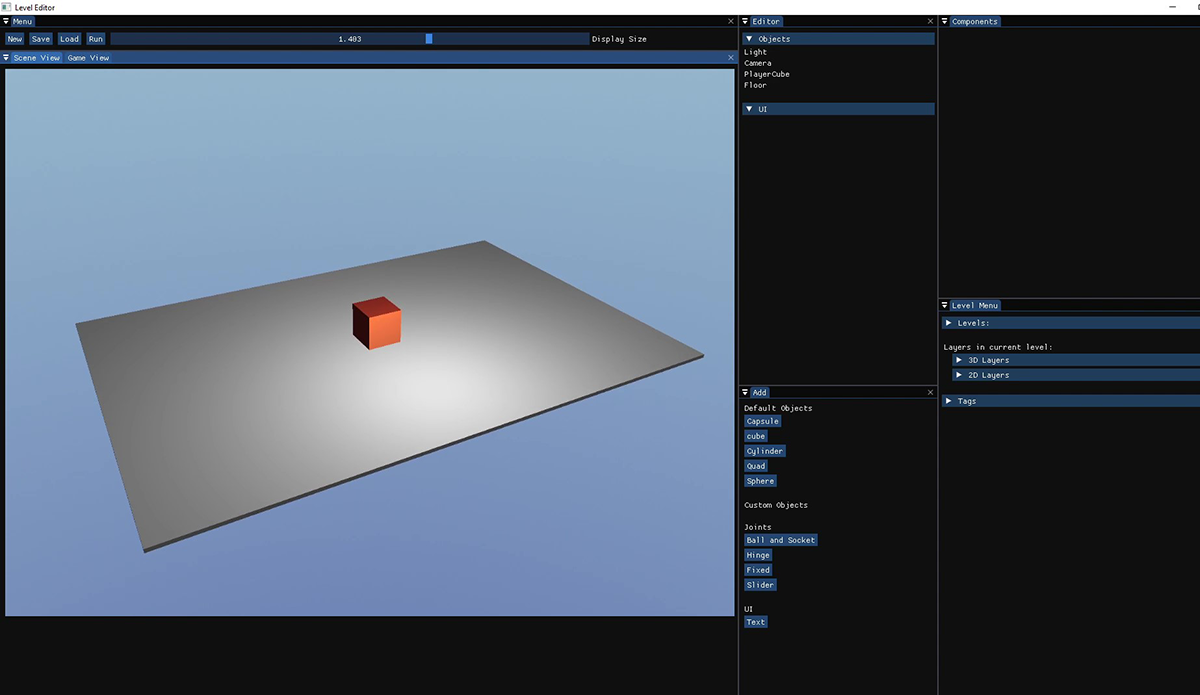 Level Editor
Menu
New Save Load Run 1.403 Display Size
Scene View Game View
Editor
Objects
Light
Camera
PlayerCube
Floor
UI
Add
Default Objects
Capsule
cube
Cylinder
Quad
Sphere
Custom Objects
Joints
Ball and Socket
Hinge
Fixed
Slider
UI
Text
Components
Level Menu
Levels:
Layers in current level:
3D Layers
2D Layers
Tags